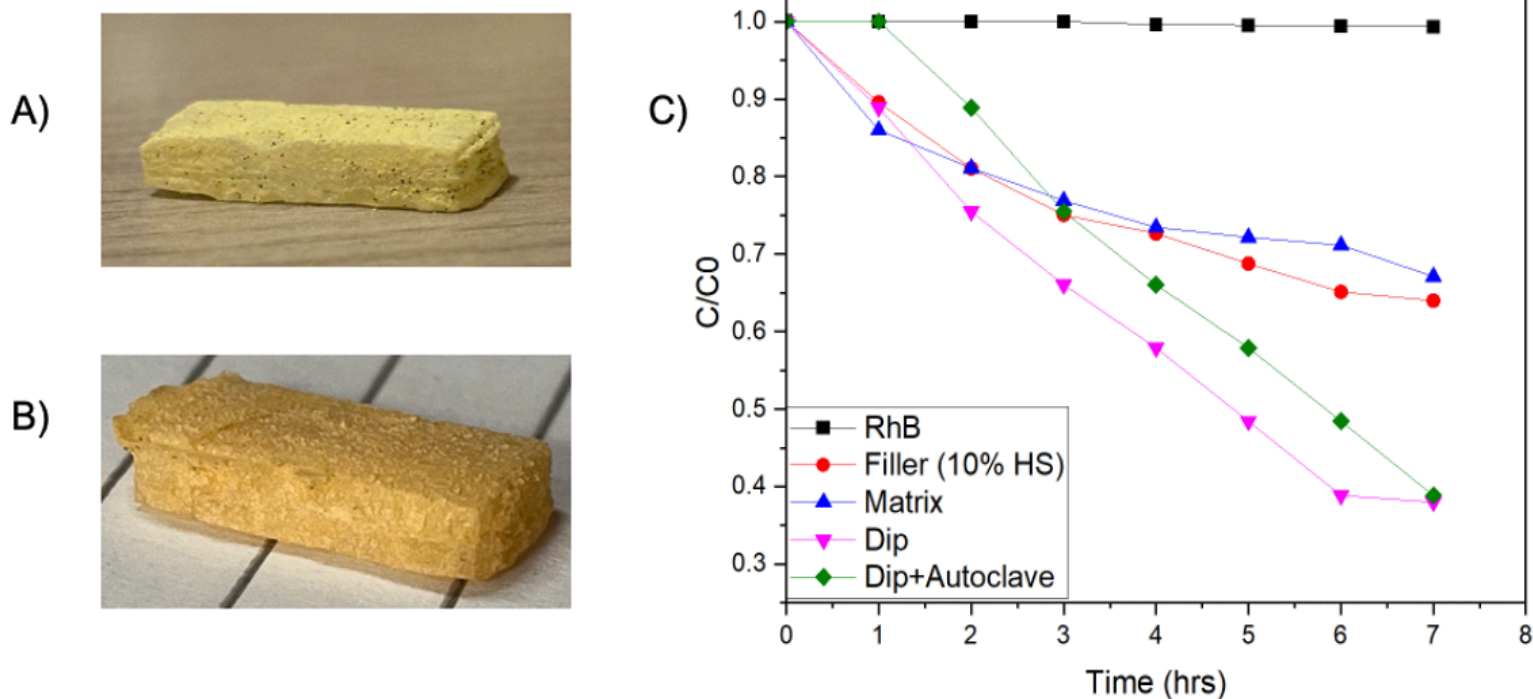 A)
B)
C)
C/C0
1.0
0.9
0.8
0.7
0.6
0.5
0.4
0.3
RhB
Filler (10% HS)
Matrix
Dip
Dip+Autoclave
0 1 2 3 4 5 6 7 8
Time (hrs)